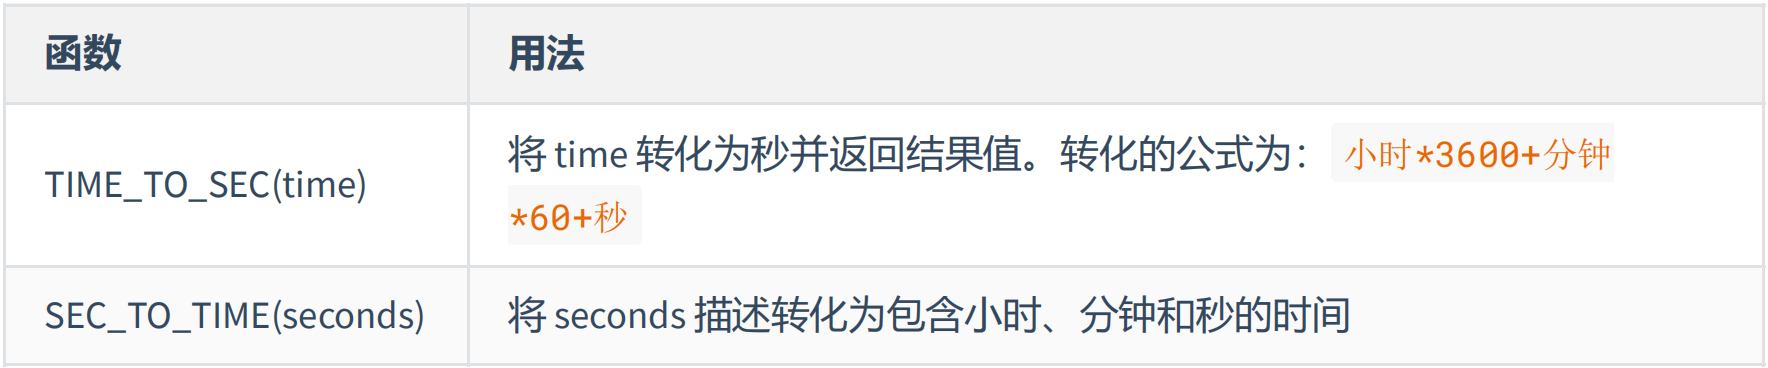 函数
用法
TIME_TO_SEC(time)
将 time 转化为秒并返回结果值。转化的公式为：小时*3600+分钟
*60+秒
SEC_TO_TIME(seconds)
将 seconds 描述转化为包含小时、分钟和秒的时间